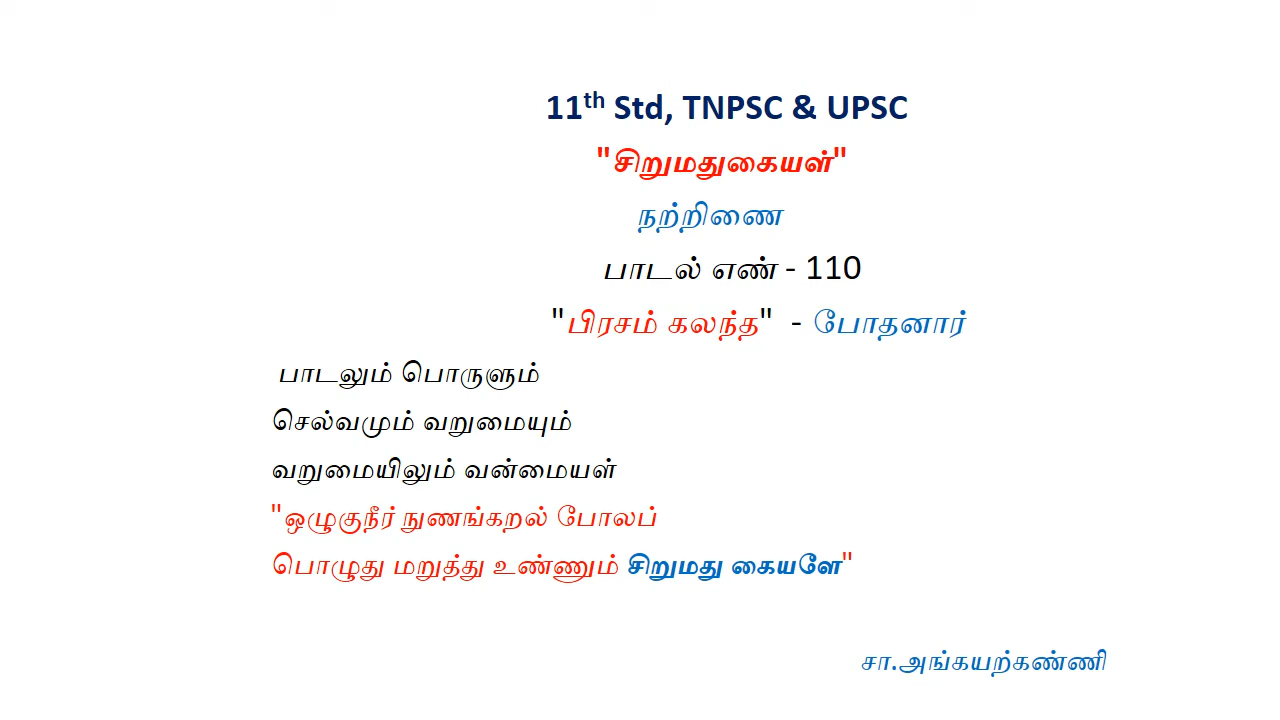 11th Std, TNPSC & UPSC
"சிறுமதுகையள்"
நற்றிணை
பாடல் எண் - 110
"பிரசம் கலந்த" - போதனார்
பாடலும் பொருளும்
செல்வமும் வறுமையும்
வறுமையிலும் வன்மையள்
"ஒழுகுநீர் நுணங்கறல் போலப்
பொழுது மறுத்து உண்ணும் சிறுமது கையளே"
சா.அங்கயற்கண்ணி